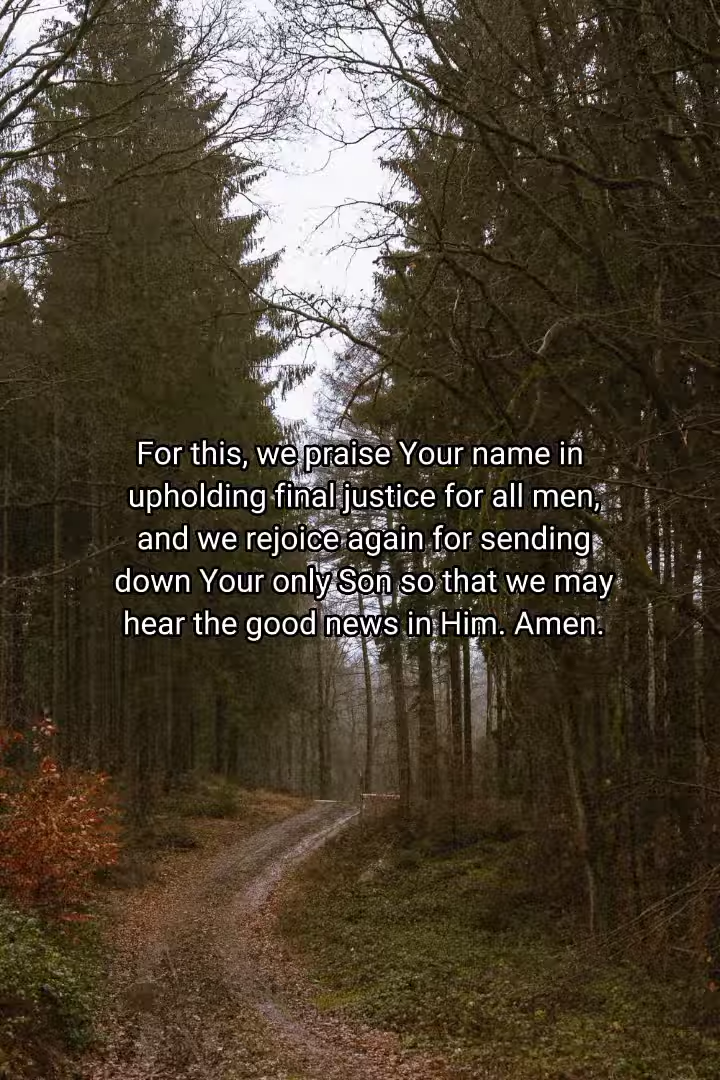 For this, we praise Your name in
upholding final justice for all men,
and we rejoice again for sending
down Your only Son so that we may
hear the good news in Him. Amen.